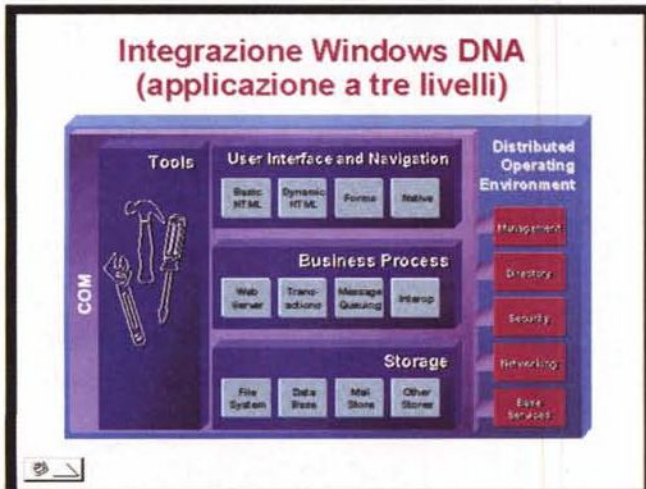 Integrazione Windows DNA
(applicazione a tre livelli)
COM
Tools
User Interface and Navigation
Basic
HTML
Dynamic
HTML
Forms
Native
Business Process
Web
Server
Trans-
actions
Message
Queuing
Interop
Storage
File
System
Data
Base
Mail
Store
Other
Stores
Distributed
Operating
Environment
Management
Directory
Security
Networking
Base
Services